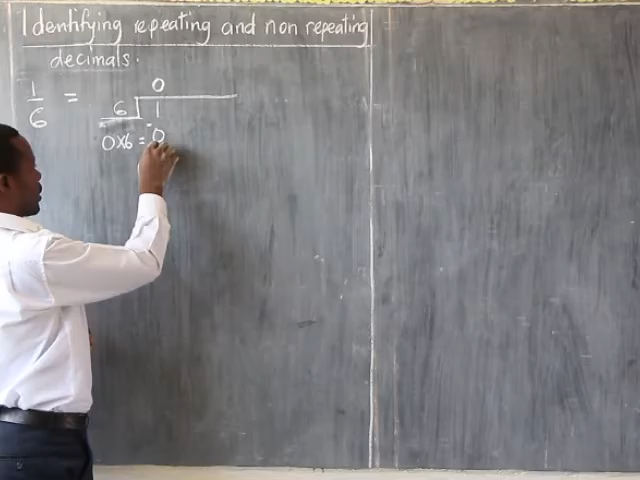 Identifying repeating and non repeating
decimals.
0
1/6 = 6 1
0x6 = 0